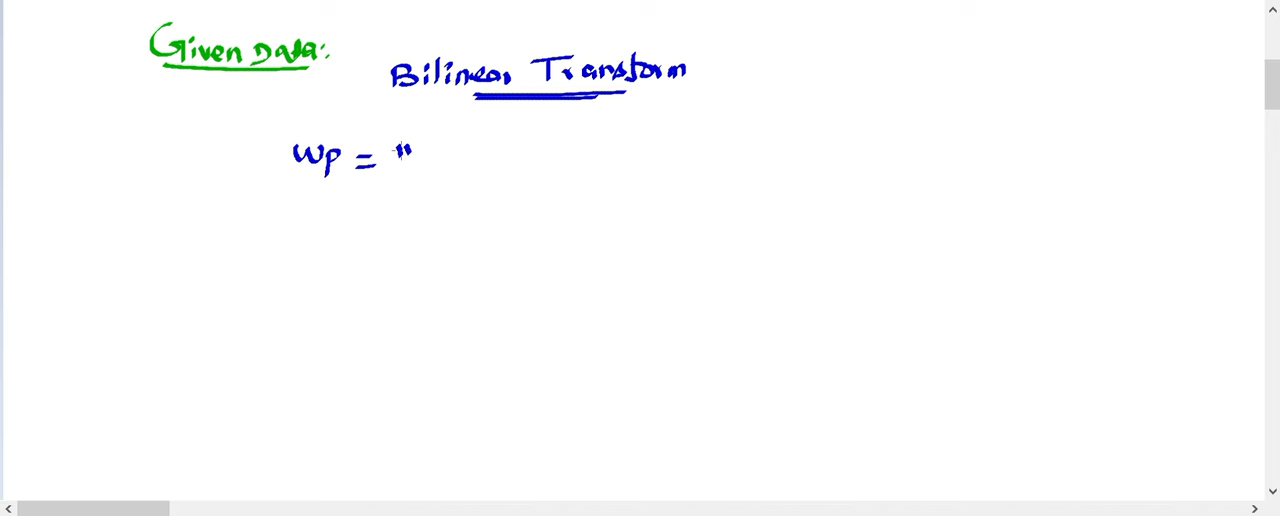 Given Data:
Bilinear Transform
Wp = "